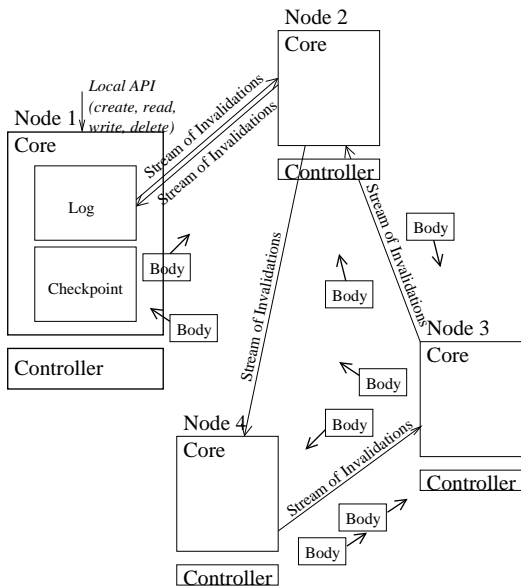 Node 2
Core
Controller
Local API
(create, read,
write, delete)
Node 1
Core
Log
Checkpoint
Controller
Stream of Invalidations
Stream of Invalidations
Stream of Invalidations
Stream of Invalidations
Body
Body
Body
Body
Node 3
Core
Controller
Body
Body
Node 4
Core
Controller
Stream of Invalidations
Body
Body